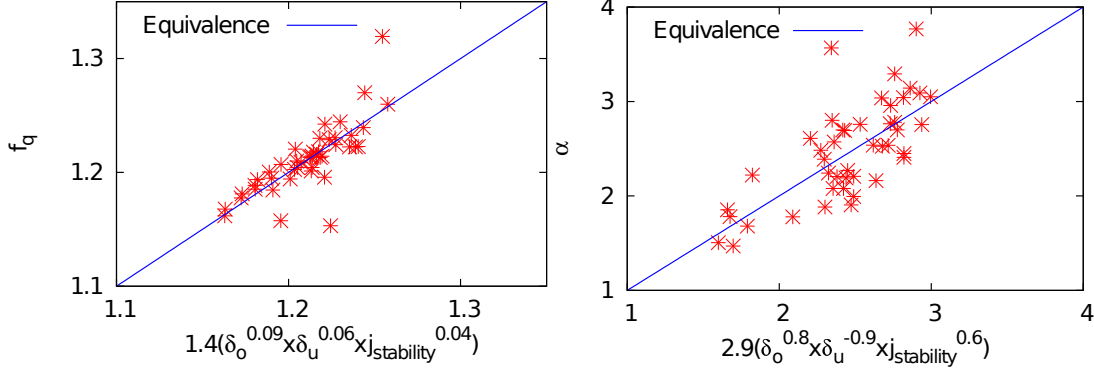 Equivalence
f_q
1.3
1.2
1.1
1.1 1.2 1.3
1.4(δ_o^0.09xδ_u^0.06xj_stability^0.04)
Equivalence
α
4
3
2
1
1 2 3 4
2.9(δ_o^0.8xδ_u^-0.9xj_stability^0.6)